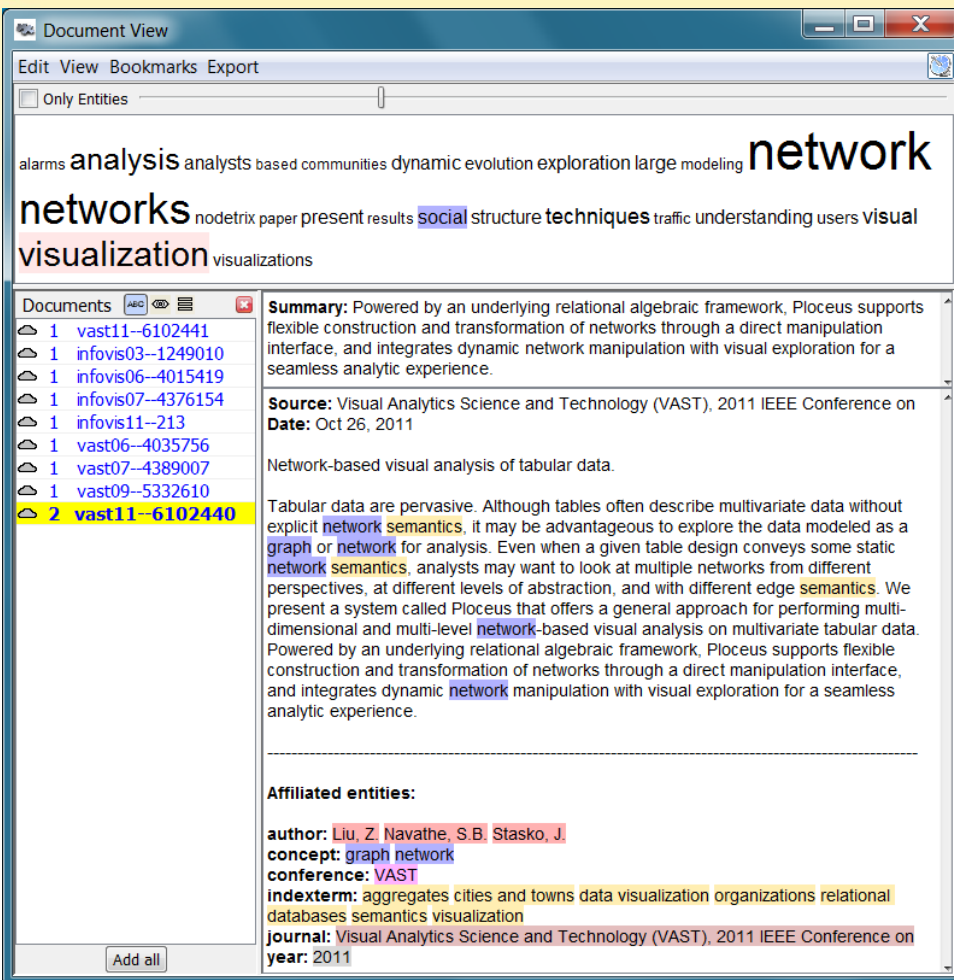 Document View
Edit View Bookmarks Export
Only Entities
alarms analysis analysts based communities dynamic evolution exploration large modeling network
networks nodetrix paper present results social structure techniques traffic understanding users visual
visualization visualizations
Documents ABC
1 vast11--6102441
1 infovis03--1249010
1 infovis06--4015419
1 infovis07--4376154
1 infovis11--213
1 vast06--4035756
1 vast07--4389007
1 vast09--5332610
2 vast11--6102440
Add all
Summary: Powered by an underlying relational algebraic framework, Ploceus supports
flexible construction and transformation of networks through a direct manipulation
interface, and integrates dynamic network manipulation with visual exploration for a
seamless analytic experience.
Source: Visual Analytics Science and Technology (VAST), 2011 IEEE Conference on
Date: Oct 26, 2011
Network-based visual analysis of tabular data.
Tabular data are pervasive. Although tables often describe multivariate data without
explicit network semantics, it may be advantageous to explore the data modeled as a
graph or network for analysis. Even when a given table design conveys some static
network semantics, analysts may want to look at multiple networks from different
perspectives, at different levels of abstraction, and with different edge semantics. We
present a system called Ploceus that offers a general approach for performing multi-
dimensional and multi-level network-based visual analysis on multivariate tabular data.
Powered by an underlying relational algebraic framework, Ploceus supports flexible
construction and transformation of networks through a direct manipulation interface,
and integrates dynamic network manipulation with visual exploration for a seamless
analytic experience.
--------------------------------------------------------------------------------------------------------------
Affiliated entities:
author: Liu, Z. Navathe, S.B. Stasko, J.
concept: graph network
conference: VAST
indexterm: aggregates cities and towns data visualization organizations relational
databases semantics visualization
journal: Visual Analytics Science and Technology (VAST), 2011 IEEE Conference on
year: 2011